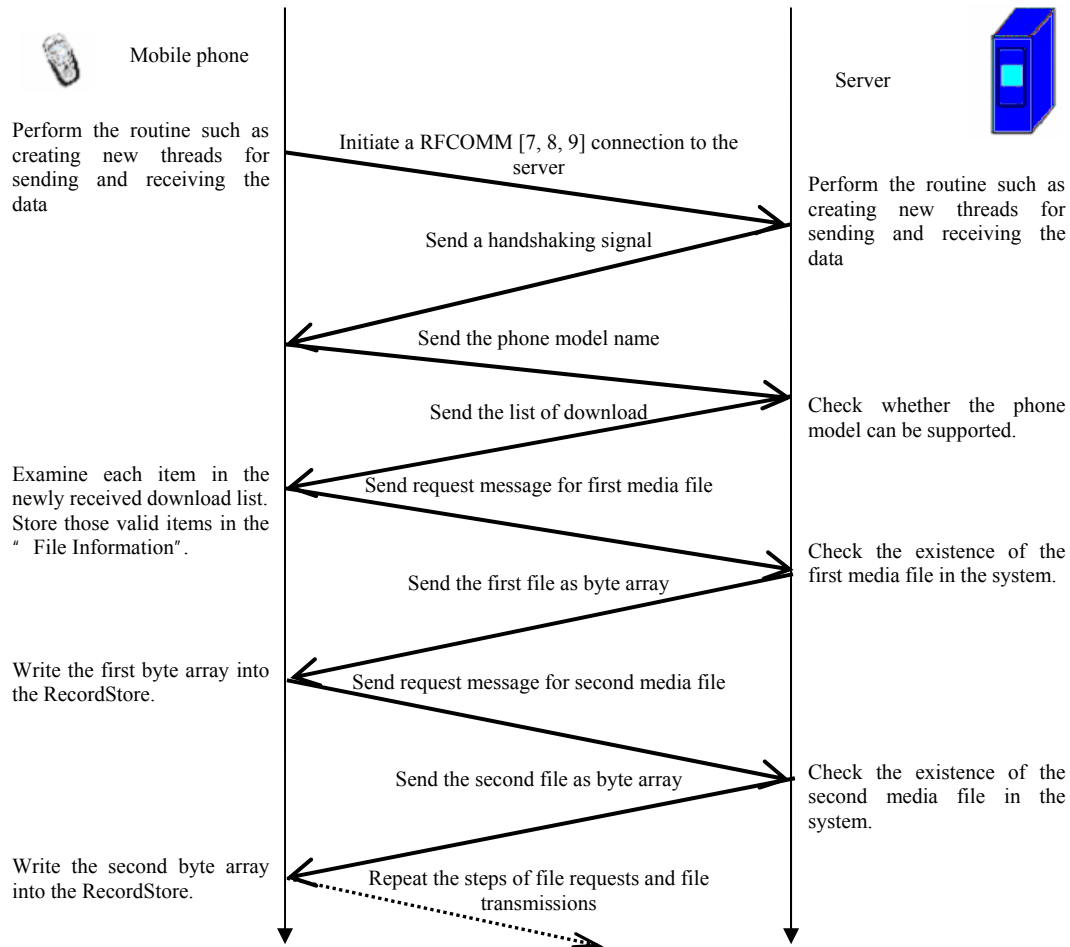 Mobile phone
Server
Perform the routine such as
creating new threads for
sending and receiving the
data
Initiate a RFCOMM [7, 8, 9] connection to the
server
Perform the routine such as
creating new threads for
sending and receiving the
data
Send a handshaking signal
Send the phone model name
Send the list of download
Check whether the phone
model can be supported.
Examine each item in the
newly received download list.
Store those valid items in the
" File Information".
Send request message for first media file
Check the existence of the
first media file in the system.
Send the first file as byte array
Write the first byte array into
the RecordStore.
Send request message for second media file
Send the second file as byte array
Check the existence of the
second media file in the
system.
Write the second byte array
into the RecordStore.
Repeat the steps of file requests and file
transmissions